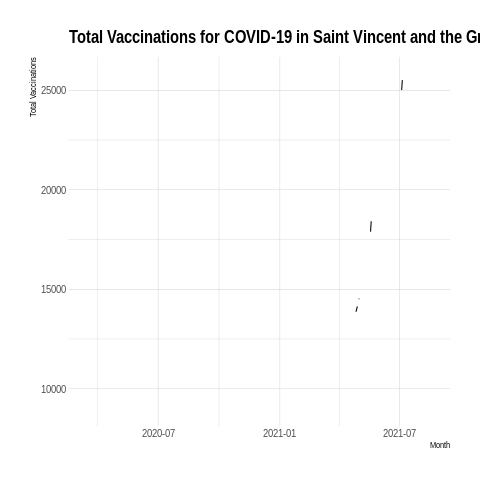 Total Vaccinations for COVID-19 in Saint Vincent and the Gr
Total Vaccinations
25000
20000
15000
10000
2020-07 2021-01 2021-07
Month